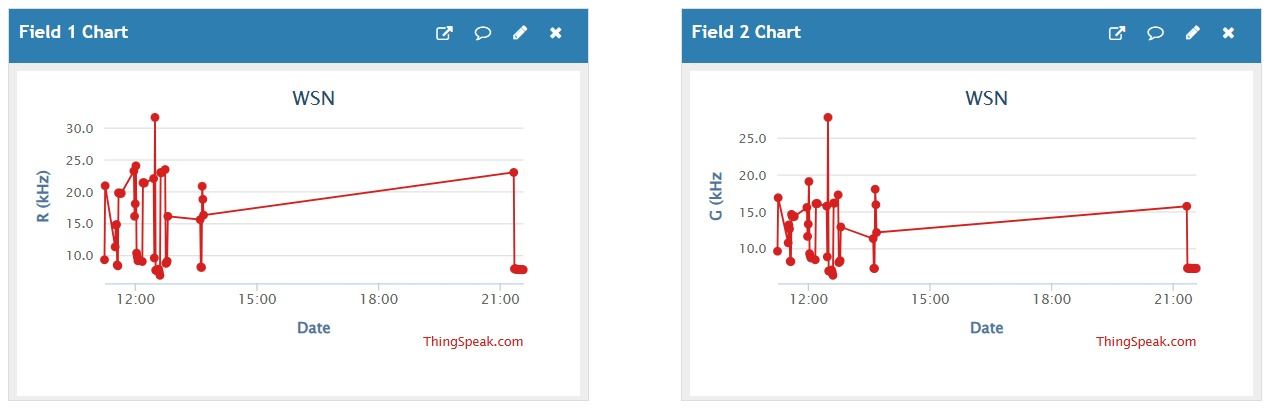 Field 1 Chart
WSN
30.0
25.0
20.0
15.0
10.0
R (kHz)
12:00 15:00 18:00 21:00
Date
ThingSpeak.com
Field 2 Chart
WSN
25.0
20.0
15.0
10.0
G (kHz
12:00 15:00 18:00 21:00
Date
ThingSpeak.com